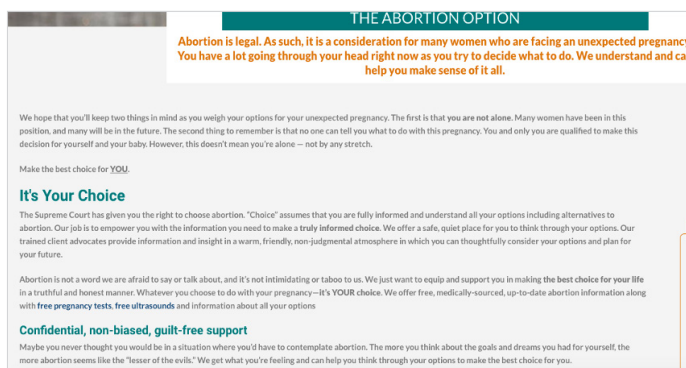 THE ABORTION OPTION
Abortion is legal. As such, it is a consideration for many women who are facing an unexpected pregnancy
You have a lot going through your head right now as you try to decide what to do. We understand and ca
help you make sense of it all.
We hope that you'll keep two things in mind as you weigh your options for your unexpected pregnancy. The first is that you are not alone. Many women have been in this
position, and many will be in the future. The second thing to remember is that no one can tell you what to do with this pregnancy. You and only you are qualified to make this
decision for yourself and your baby. However, this doesn't mean you're alone — not by any stretch.
Make the best choice for YOU.
It's Your Choice
The Supreme Court has given you the right to choose abortion. "Choice" assumes that you are fully informed and understand all your options including alternatives to
abortion. Our job is to empower you with the information you need to make a truly informed choice. We offer a safe, quiet place for you to think through your options. Our
trained client advocates provide information and insight in a warm, friendly, non-judgmental atmosphere in which you can thoughtfully consider your options and plan for
your future.
Abortion is not a word we are afraid to say or talk about, and it's not intimidating or taboo to us. We just want to equip and support you in making the best choice for your life
in a truthful and honest manner. Whatever you choose to do with your pregnancy—it's YOUR choice. We offer free, medically-sourced, up-to-date abortion information along
with free pregnancy tests, free ultrasounds and information about all your options
Confidential, non-biased, guilt-free support
Maybe you never thought you would be in a situation where you'd have to contemplate abortion. The more you think about the goals and dreams you had for yourself, the
more abortion seems like the "lesser of the evils." We get what you're feeling and can help you think through your options to make the best choice for you.